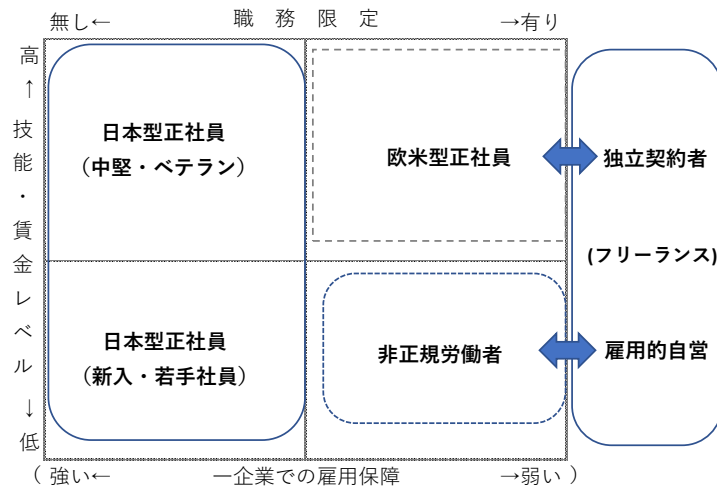 無し← 職務限定 →有り
高
↑
技能・賃金レベル
↓
低
日本型正社員
（中堅・ベテラン）
欧米型正社員
独立契約者
(フリーランス)
日本型正社員
（新入・若手社員）
非正規労働者
雇用的自営
（ 強い← 一企業での雇用保障 →弱い ）